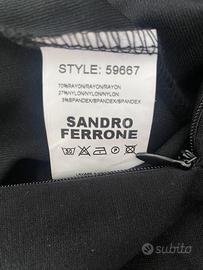 STYLE: 59667
70%RAYON/RAYON/RAYON
27%NYLON/NYLON/NYLON
3%SPANDEX/SPANDEX/SPANDEX
SANDRO
FERRONE
subito